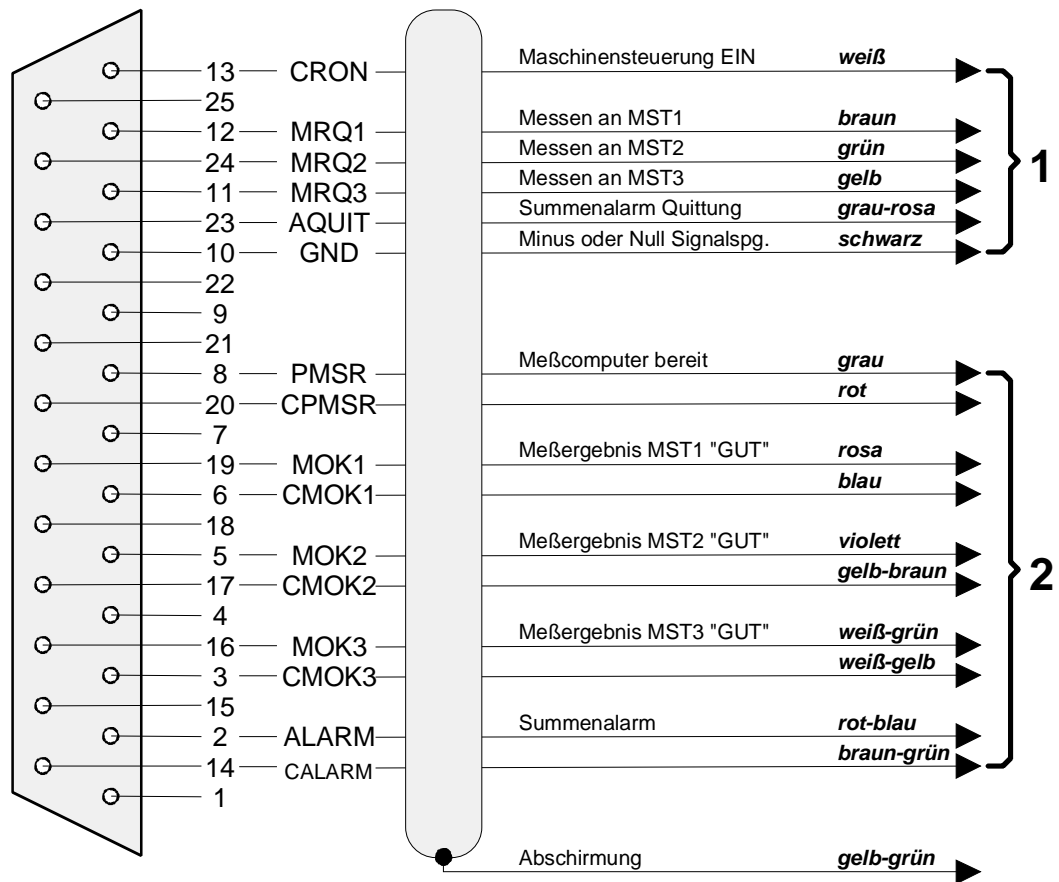 13 CRON Maschinensteuerung EIN weiß
25
12 MRQ1 Messen an MST1 braun
24 MRQ2 Messen an MST2 grün
11 MRQ3 Messen an MST3 gelb
23 AQUIT Summenalarm Quittung grau-rosa
10 GND Minus oder Null Signalspg. schwarz
1
22
9
21
8 PMSR Meßcomputer bereit grau
20 CPMSR rot
7
19 MOK1 Meßergebnis MST1 "GUT" rosa
6 CMOK1 blau
18
5 MOK2 Meßergebnis MST2 "GUT" violett
17 CMOK2 gelb-braun
2
4
16 MOK3 Meßergebnis MST3 "GUT" weiß-grün
3 CMOK3 weiß-gelb
15
2 ALARM Summenalarm rot-blau
14 CALARM braun-grün
1
Abschirmung gelb-grün